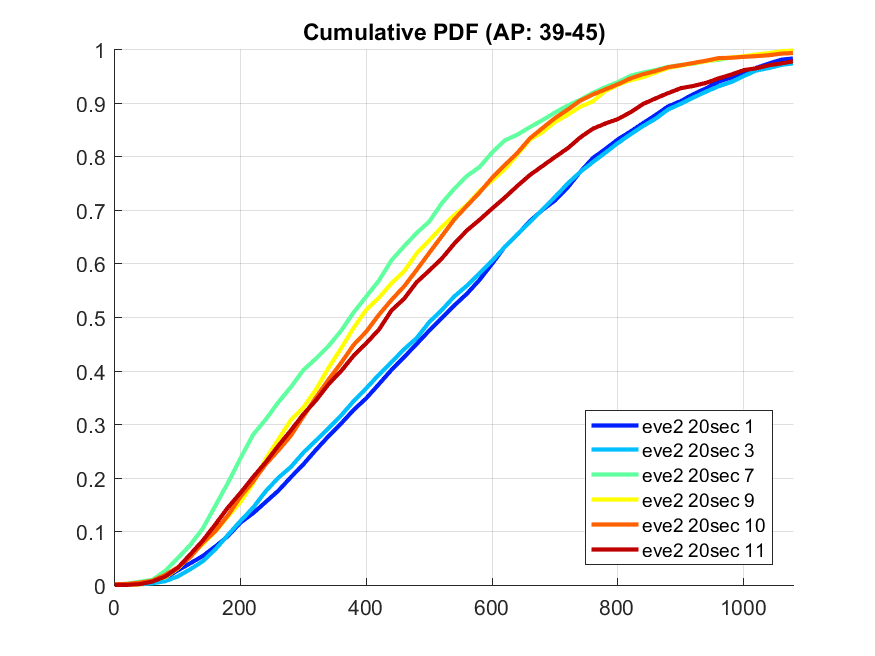 Cumulative PDF (AP: 39-45)
1
0.9
0.8
0.7
0.6
0.5
0.4
0.3
0.2
0.1
0
eve2 20sec 1
eve2 20sec 3
eve2 20sec 7
eve2 20sec 9
eve2 20sec 10
eve2 20sec 11
0 200 400 600 800 1000